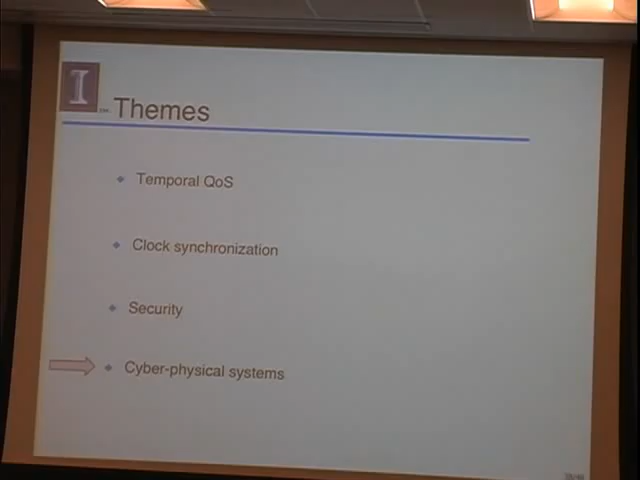 I
Themes
Temporal QoS
Clock synchronization
Security
Cyber-physical systems